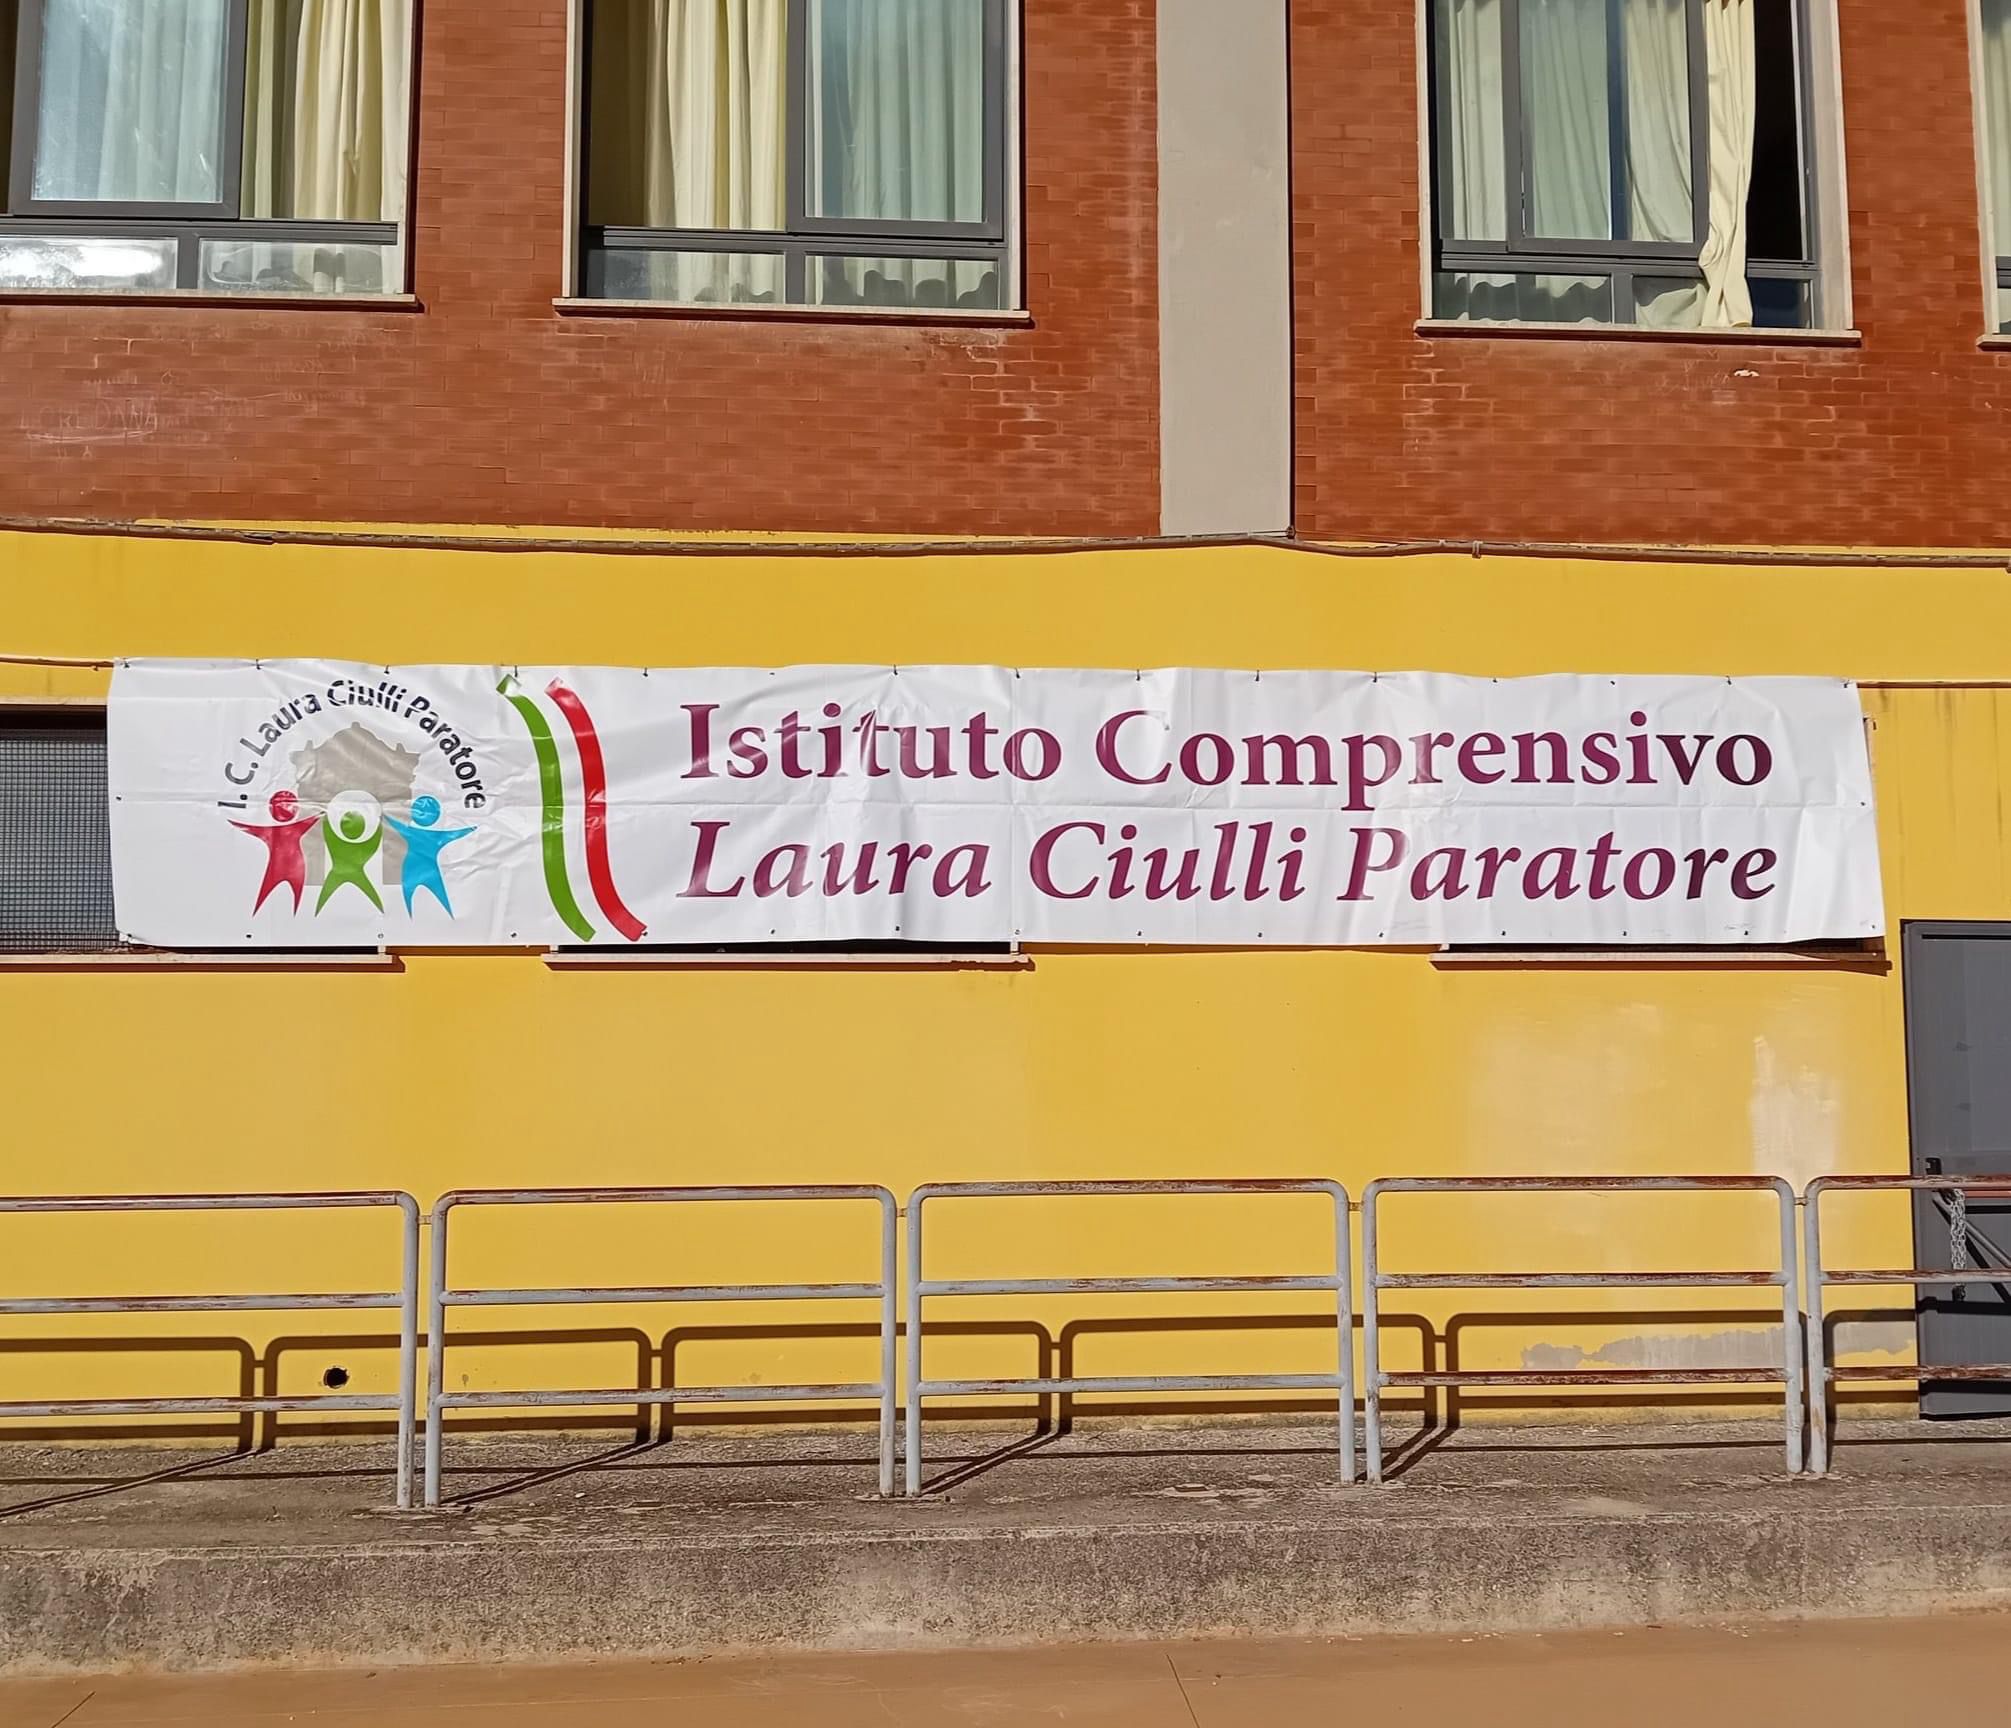 I. C. Laura Ciulli Paratore
Istituto Comprensivo
Laura Ciulli Paratore